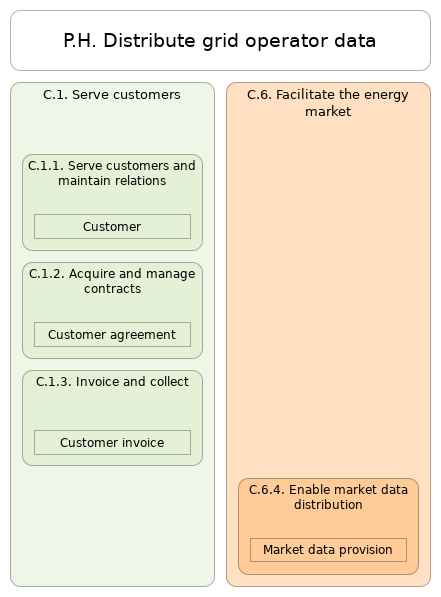 P.H. Distribute grid operator data
C.1. Serve customers
C.1.1. Serve customers and
maintain relations
Customer
C.1.2. Acquire and manage
contracts
Customer agreement
C.1.3. Invoice and collect
Customer invoice
C.6. Facilitate the energy
market
C.6.4. Enable market data
distribution
Market data provision